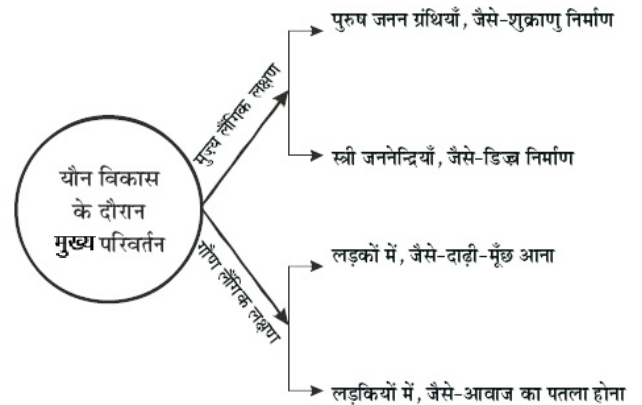 यौन विकास
के दौरान
मुख्य परिवर्तन
मुख्य लैंगिक लक्षण
पुरुष जनन ग्रंथियाँ, जैसे-शुक्राणु निर्माण
स्त्री जननेन्द्रियाँ, जैसे-डिम्ब निर्माण
गौण लैंगिक लक्षण
लड़कों में, जैसे-दाढ़ी-मूँछ आना
लड़कियों में, जैसे-आवाज का पतला होना